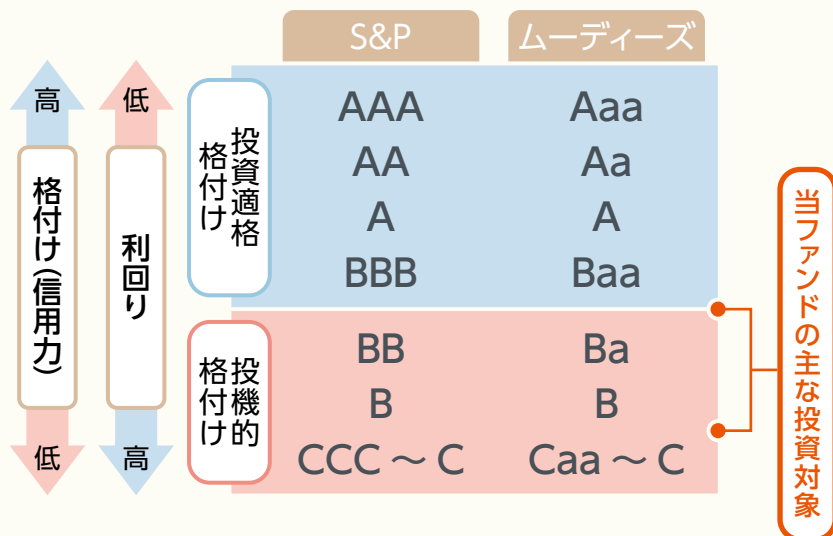 S&P ムーディーズ
高 低
格付け(信用力)
利回り
低 高
投資適格
格付け
AAA Aaa
AA Aa
A A
BBB Baa
投機的
格付け
BB Ba
B B
CCC ～ C Caa ～ C
当ファンドの主な投資対象